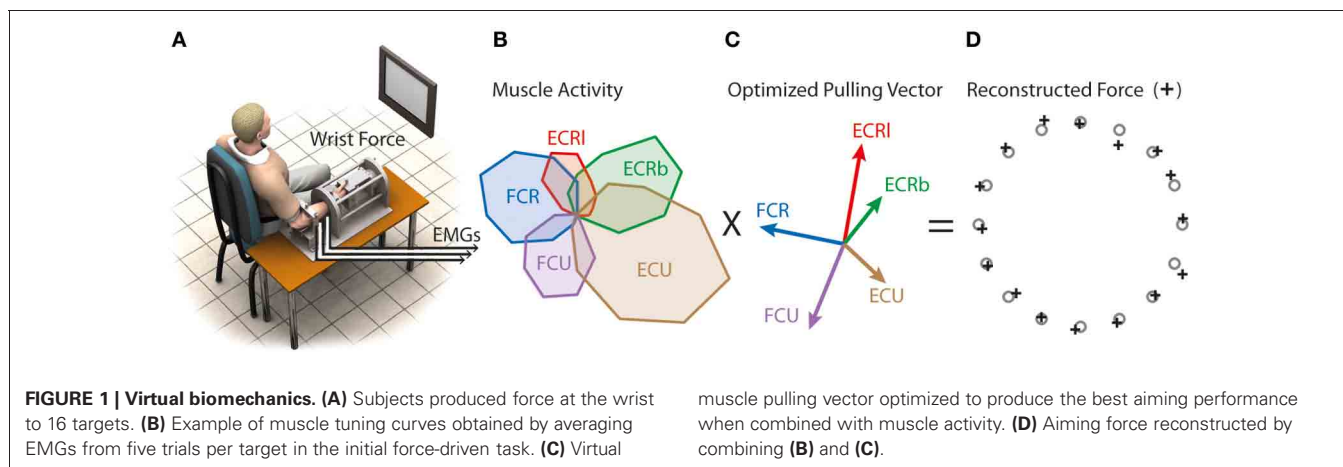 A
B
C
D
Muscle Activity
Optimized Pulling Vector
Reconstructed Force (+)
Wrist Force
EMGs
ECRl
ECRb
FCR
FCU
ECU
X
ECRl
ECRb
FCR
ECU
FCU
=
FIGURE 1 | Virtual biomechanics. (A) Subjects produced force at the wrist
to 16 targets. (B) Example of muscle tuning curves obtained by averaging
EMGs from five trials per target in the initial force-driven task. (C) Virtual
muscle pulling vector optimized to produce the best aiming performance
when combined with muscle activity. (D) Aiming force reconstructed by
combining (B) and (C).